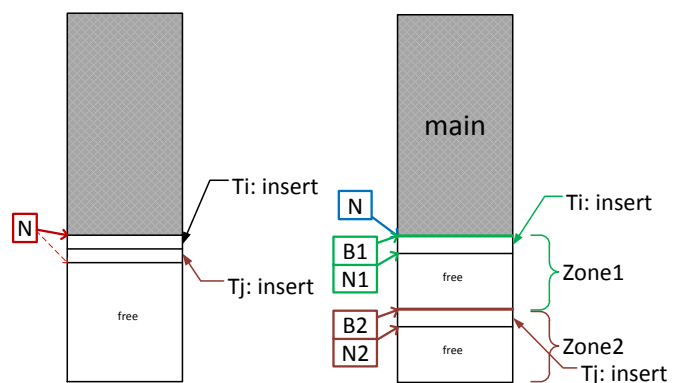 Ti: insert
N
Tj: insert
free
main
N
Ti: insert
B1
N1
free
Zone1
B2
N2
free
Zone2
Tj: insert